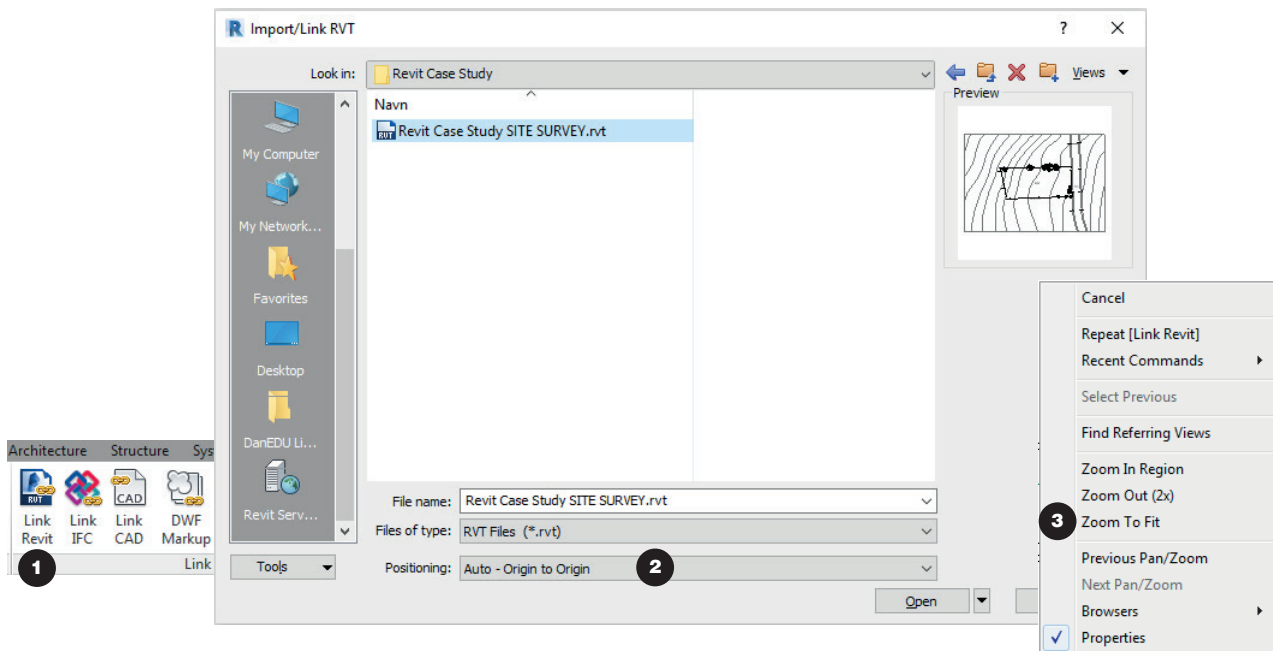 Import/Link RVT
?
Look in:
Revit Case Study
Views
Navn
Preview
Revit Case Study SITE SURVEY.rvt
My Computer
My Network...
Favorites
Desktop
DanEDU Li...
Revit Serv...
File name:
Revit Case Study SITE SURVEY.rvt
Files of type:
RVT Files (*.rvt)
Tools
Positioning:
Auto - Origin to Origin
2
Open
Architecture Structure Sys
RVT
CAD
Link Revit
Link IFC
Link CAD
DWF Markup
1
Link
Cancel
Repeat [Link Revit]
Recent Commands
Select Previous
Find Referring Views
Zoom In Region
Zoom Out (2x)
3
Zoom To Fit
Previous Pan/Zoom
Next Pan/Zoom
Browsers
Properties